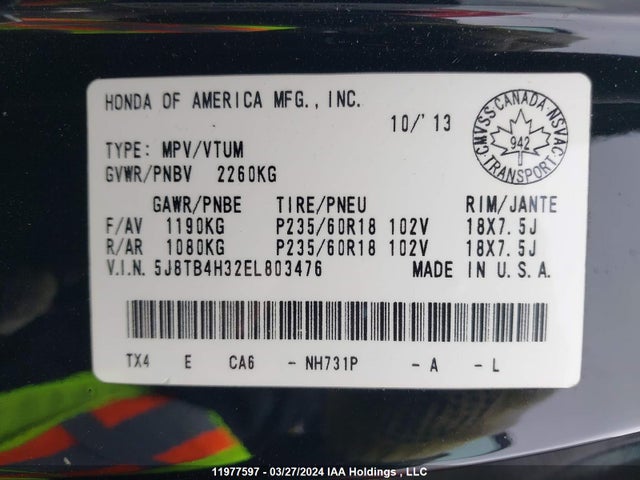 HONDA OF AMERICA MFG., INC.
10/'13
CMVSS CANADA NSVAC
942
TRANSPORT
TYPE: MPV/VTUM
GVWR/PNBV 2260KG
GAWR/PNBE TIRE/PNEU RIM/JANTE
F/AV 1190KG P235/60R18 102V 18X7.5J
R/AR 1080KG P235/60R18 102V 18X7.5J
V.I.N. 5J8TB4H32EL803476 MADE IN U.S.A.
TX4 E CA6 - NH731P - A - L
11977597 - 03/27/2024 IAA Holdings , LLC